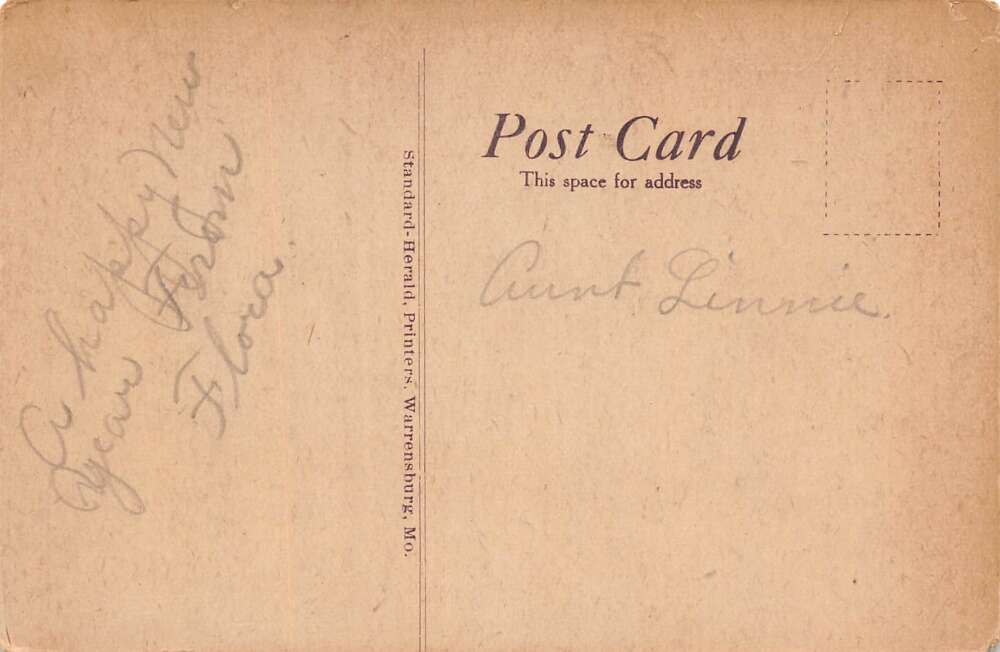 A happy New
year From
Flora.
Standard-Herald, Printers, Warrensburg, Mo.
Post Card
This space for address
Aunt Linnie.